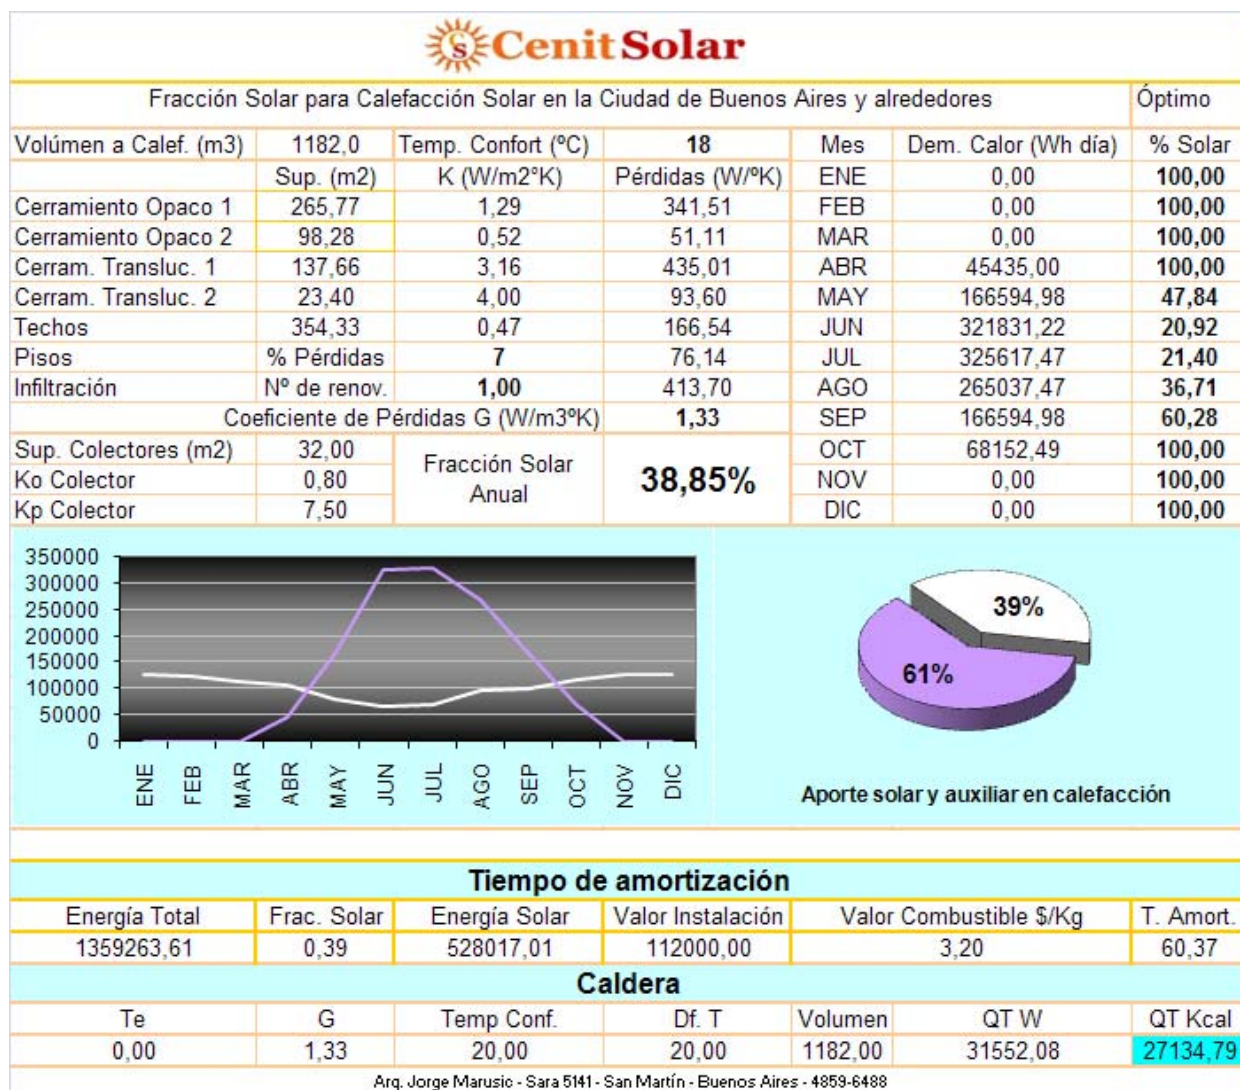 CS Cenit Solar
Fracción Solar para Calefacción Solar en la Ciudad de Buenos Aires y alrededores Óptimo
Volúmen a Calef. (m3) 1182,0 Temp. Confort (ºC) 18 Mes Dem. Calor (Wh día) % Solar
Sup. (m2) K (W/m2°K) Pérdidas (W/ºK) ENE 0,00 100,00
Cerramiento Opaco 1 265,77 1,29 341,51 FEB 0,00 100,00
Cerramiento Opaco 2 98,28 0,52 51,11 MAR 0,00 100,00
Cerram. Transluc. 1 137,66 3,16 435,01 ABR 45435,00 100,00
Cerram. Transluc. 2 23,40 4,00 93,60 MAY 166594,98 47,84
Techos 354,33 0,47 166,54 JUN 321831,22 20,92
Pisos % Pérdidas 7 76,14 JUL 325617,47 21,40
Infiltración Nº de renov. 1,00 413,70 AGO 265037,47 36,71
Coeficiente de Pérdidas G (W/m3ºK) 1,33 SEP 166594,98 60,28
Sup. Colectores (m2) 32,00 OCT 68152,49 100,00
Ko Colector 0,80 Fracción Solar Anual 38,85% NOV 0,00 100,00
Kp Colector 7,50 DIC 0,00 100,00
350000
300000
250000
200000
150000
100000
50000
0
ENE FEB MAR ABR MAY JUN JUL AGO SEP OCT NOV DIC
39%
61%
Aporte solar y auxiliar en calefacción
Tiempo de amortización
Energía Total Frac. Solar Energía Solar Valor Instalación Valor Combustible $/Kg T. Amort.
1359263,61 0,39 528017,01 112000,00 3,20 60,37
Caldera
Te G Temp Conf. Df. T Volumen QT W QT Kcal
0,00 1,33 20,00 20,00 1182,00 31552,08 27134,79
Arq. Jorge Marusic - Sara 5141 - San Martín - Buenos Aires - 4859-6488